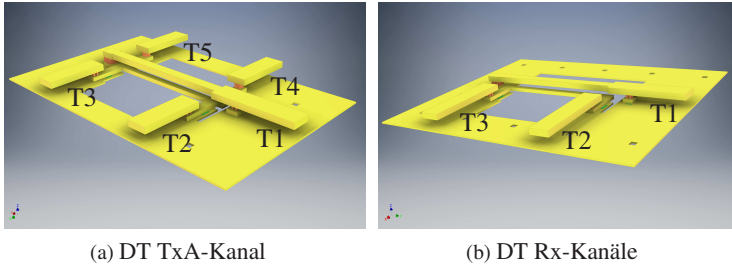 T5
T4
T3
T2
T1
T3
T2
T1
(a) DT TxA-Kanal
(b) DT Rx-Kanäle